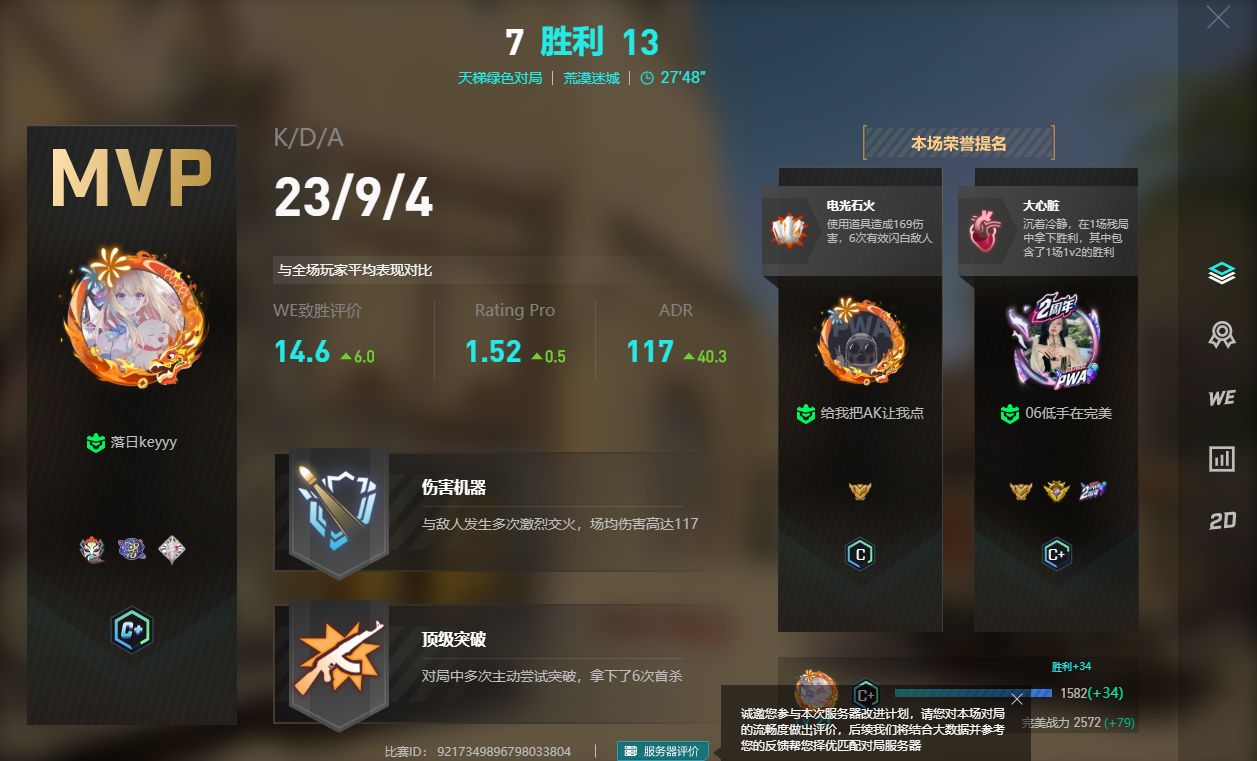 7 胜利 13
天梯绿色对局 | 荒漠迷城 | 27'48"
MVP
落日keyyy
C+
K/D/A
23/9/4
与全场玩家平均表现对比
WE致胜评价 Rating Pro ADR
14.6 6.0 1.52 0.5 117 40.3
伤害机器
与敌人发生多次激烈交火，场均伤害高达117
顶级突破
对局中多次主动尝试突破，拿下了6次首杀
本场荣誉提名
电光石火
使用道具造成169伤
害，6次有效闪白敌人
PWA
给我把AK让我点
C
大心脏
沉着冷静，在1场残局
中拿下胜利，其中包
含了1场1v2的胜利
2周年
PWA
06低手在完美
C+
胜利+34
C+ 1582(+34)
完美战力 2572 (+79)
诚邀您参与本次服务器改进计划，请您对本场对局
的流畅度做出评价，后续我们将结合大数据并参考
您的反馈帮您择优匹配对局服务器
比赛ID： 9217349896798033804 | 服务器评价
WE
2D